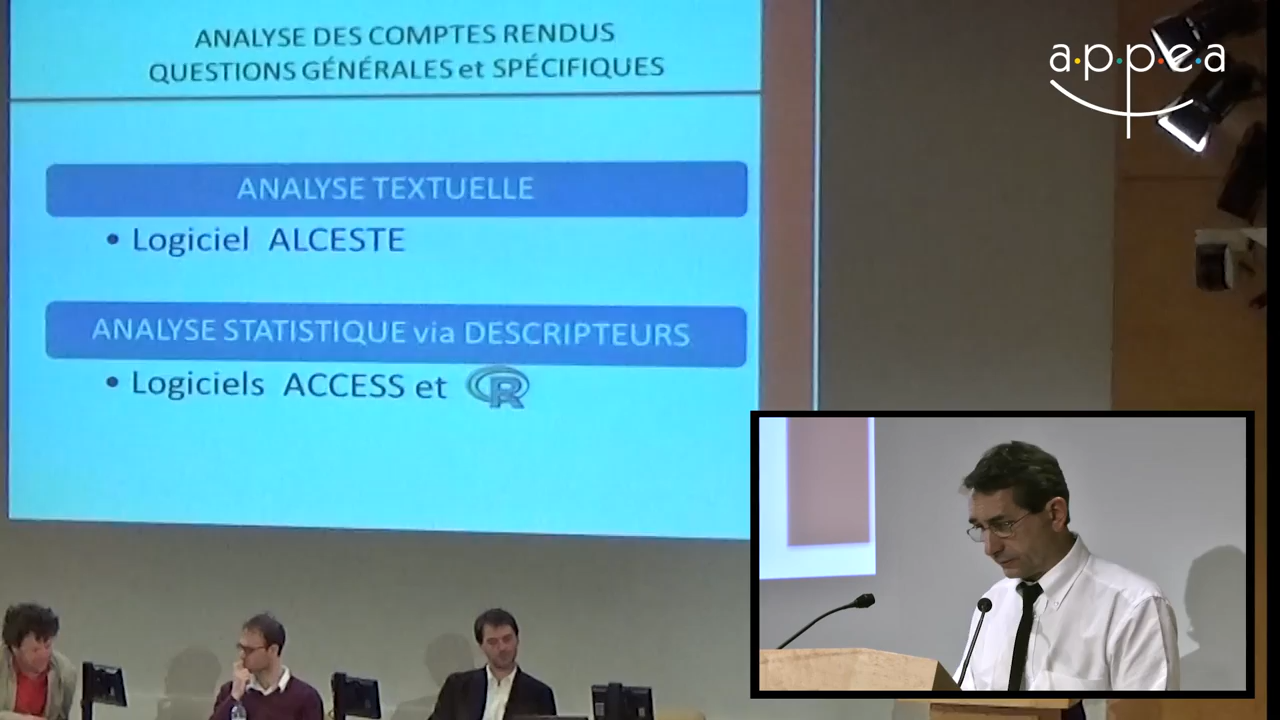 ANALYSE DES COMPTES RENDUS
QUESTIONS GÉNÉRALES et SPÉCIFIQUES
ANALYSE TEXTUELLE
• Logiciel ALCESTE
ANALYSE STATISTIQUE via DESCRIPTEURS
• Logiciels ACCESS et R
a·p·p·e·a